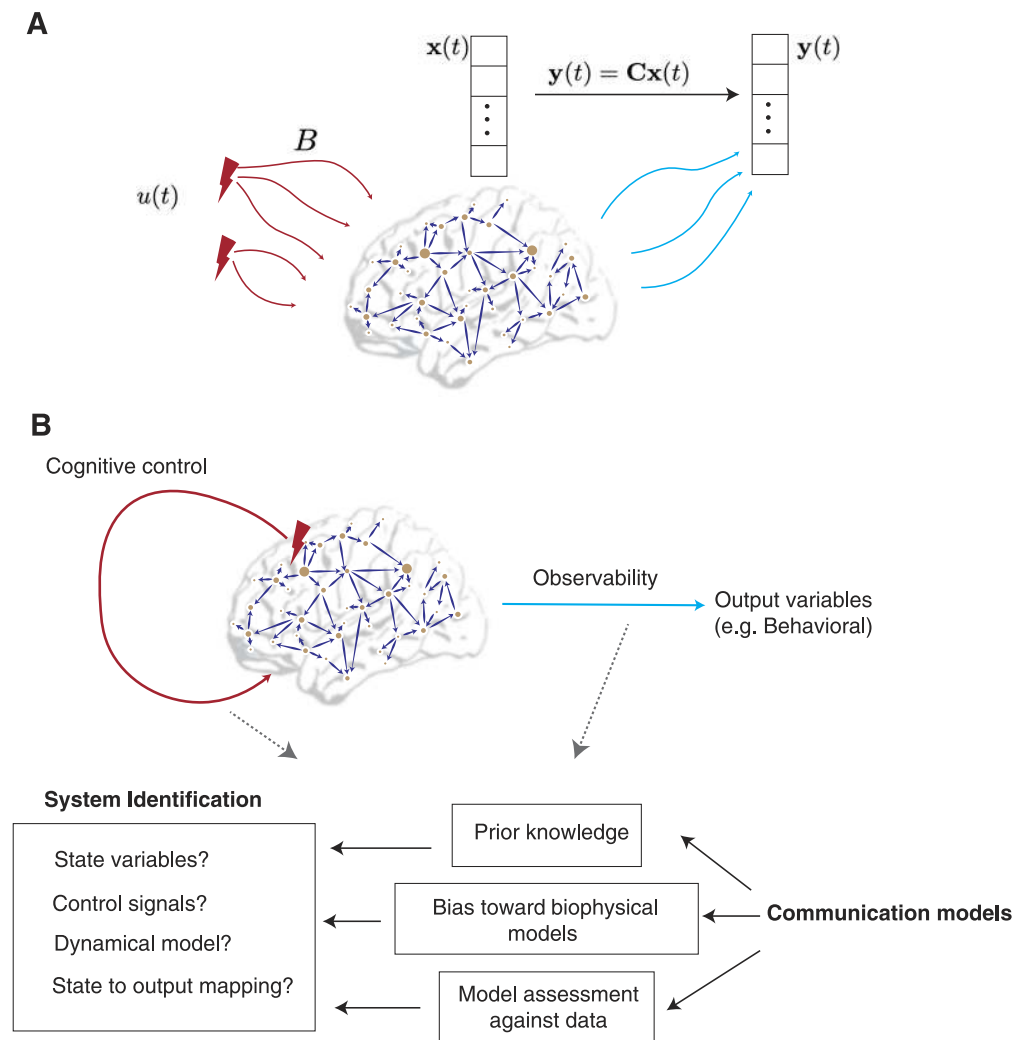 A
x(t)
y(t) = Cx(t)
y(t)
B
u(t)
B
Cognitive control
Observability
Output variables
(e.g. Behavioral)
System Identification
State variables?
Control signals?
Dynamical model?
State to output mapping?
Prior knowledge
Bias toward biophysical
models
Model assessment
against data
Communication models